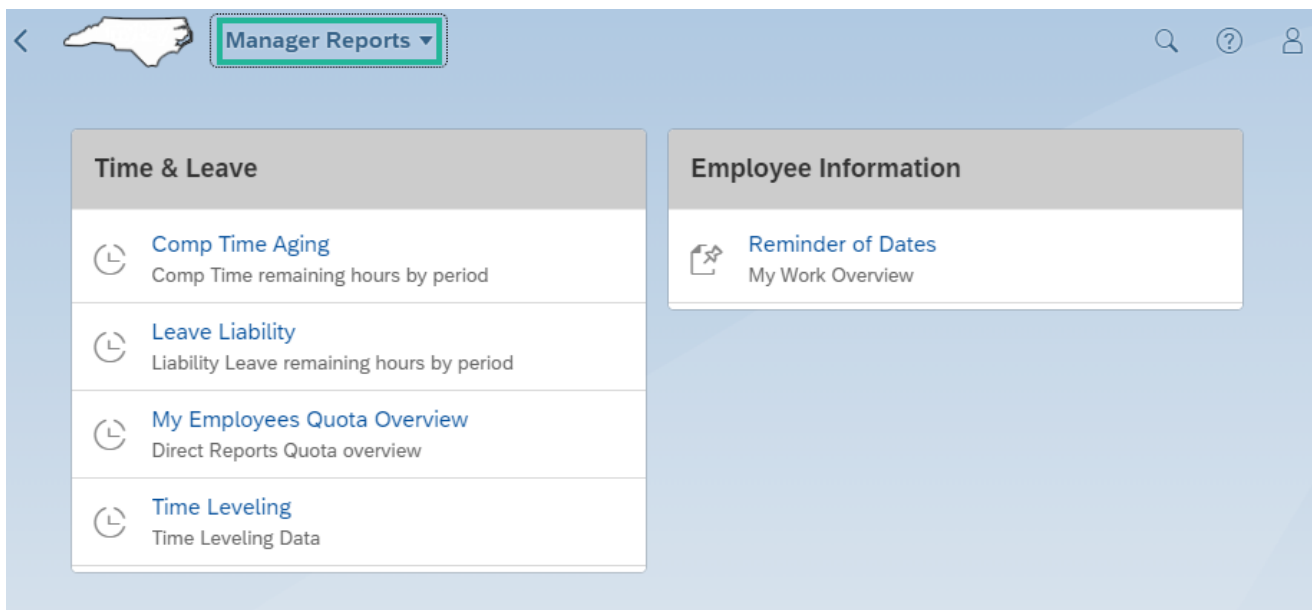 Manager Reports
Time & Leave
Comp Time Aging
Comp Time remaining hours by period
Leave Liability
Liability Leave remaining hours by period
My Employees Quota Overview
Direct Reports Quota overview
Time Leveling
Time Leveling Data
Employee Information
Reminder of Dates
My Work Overview